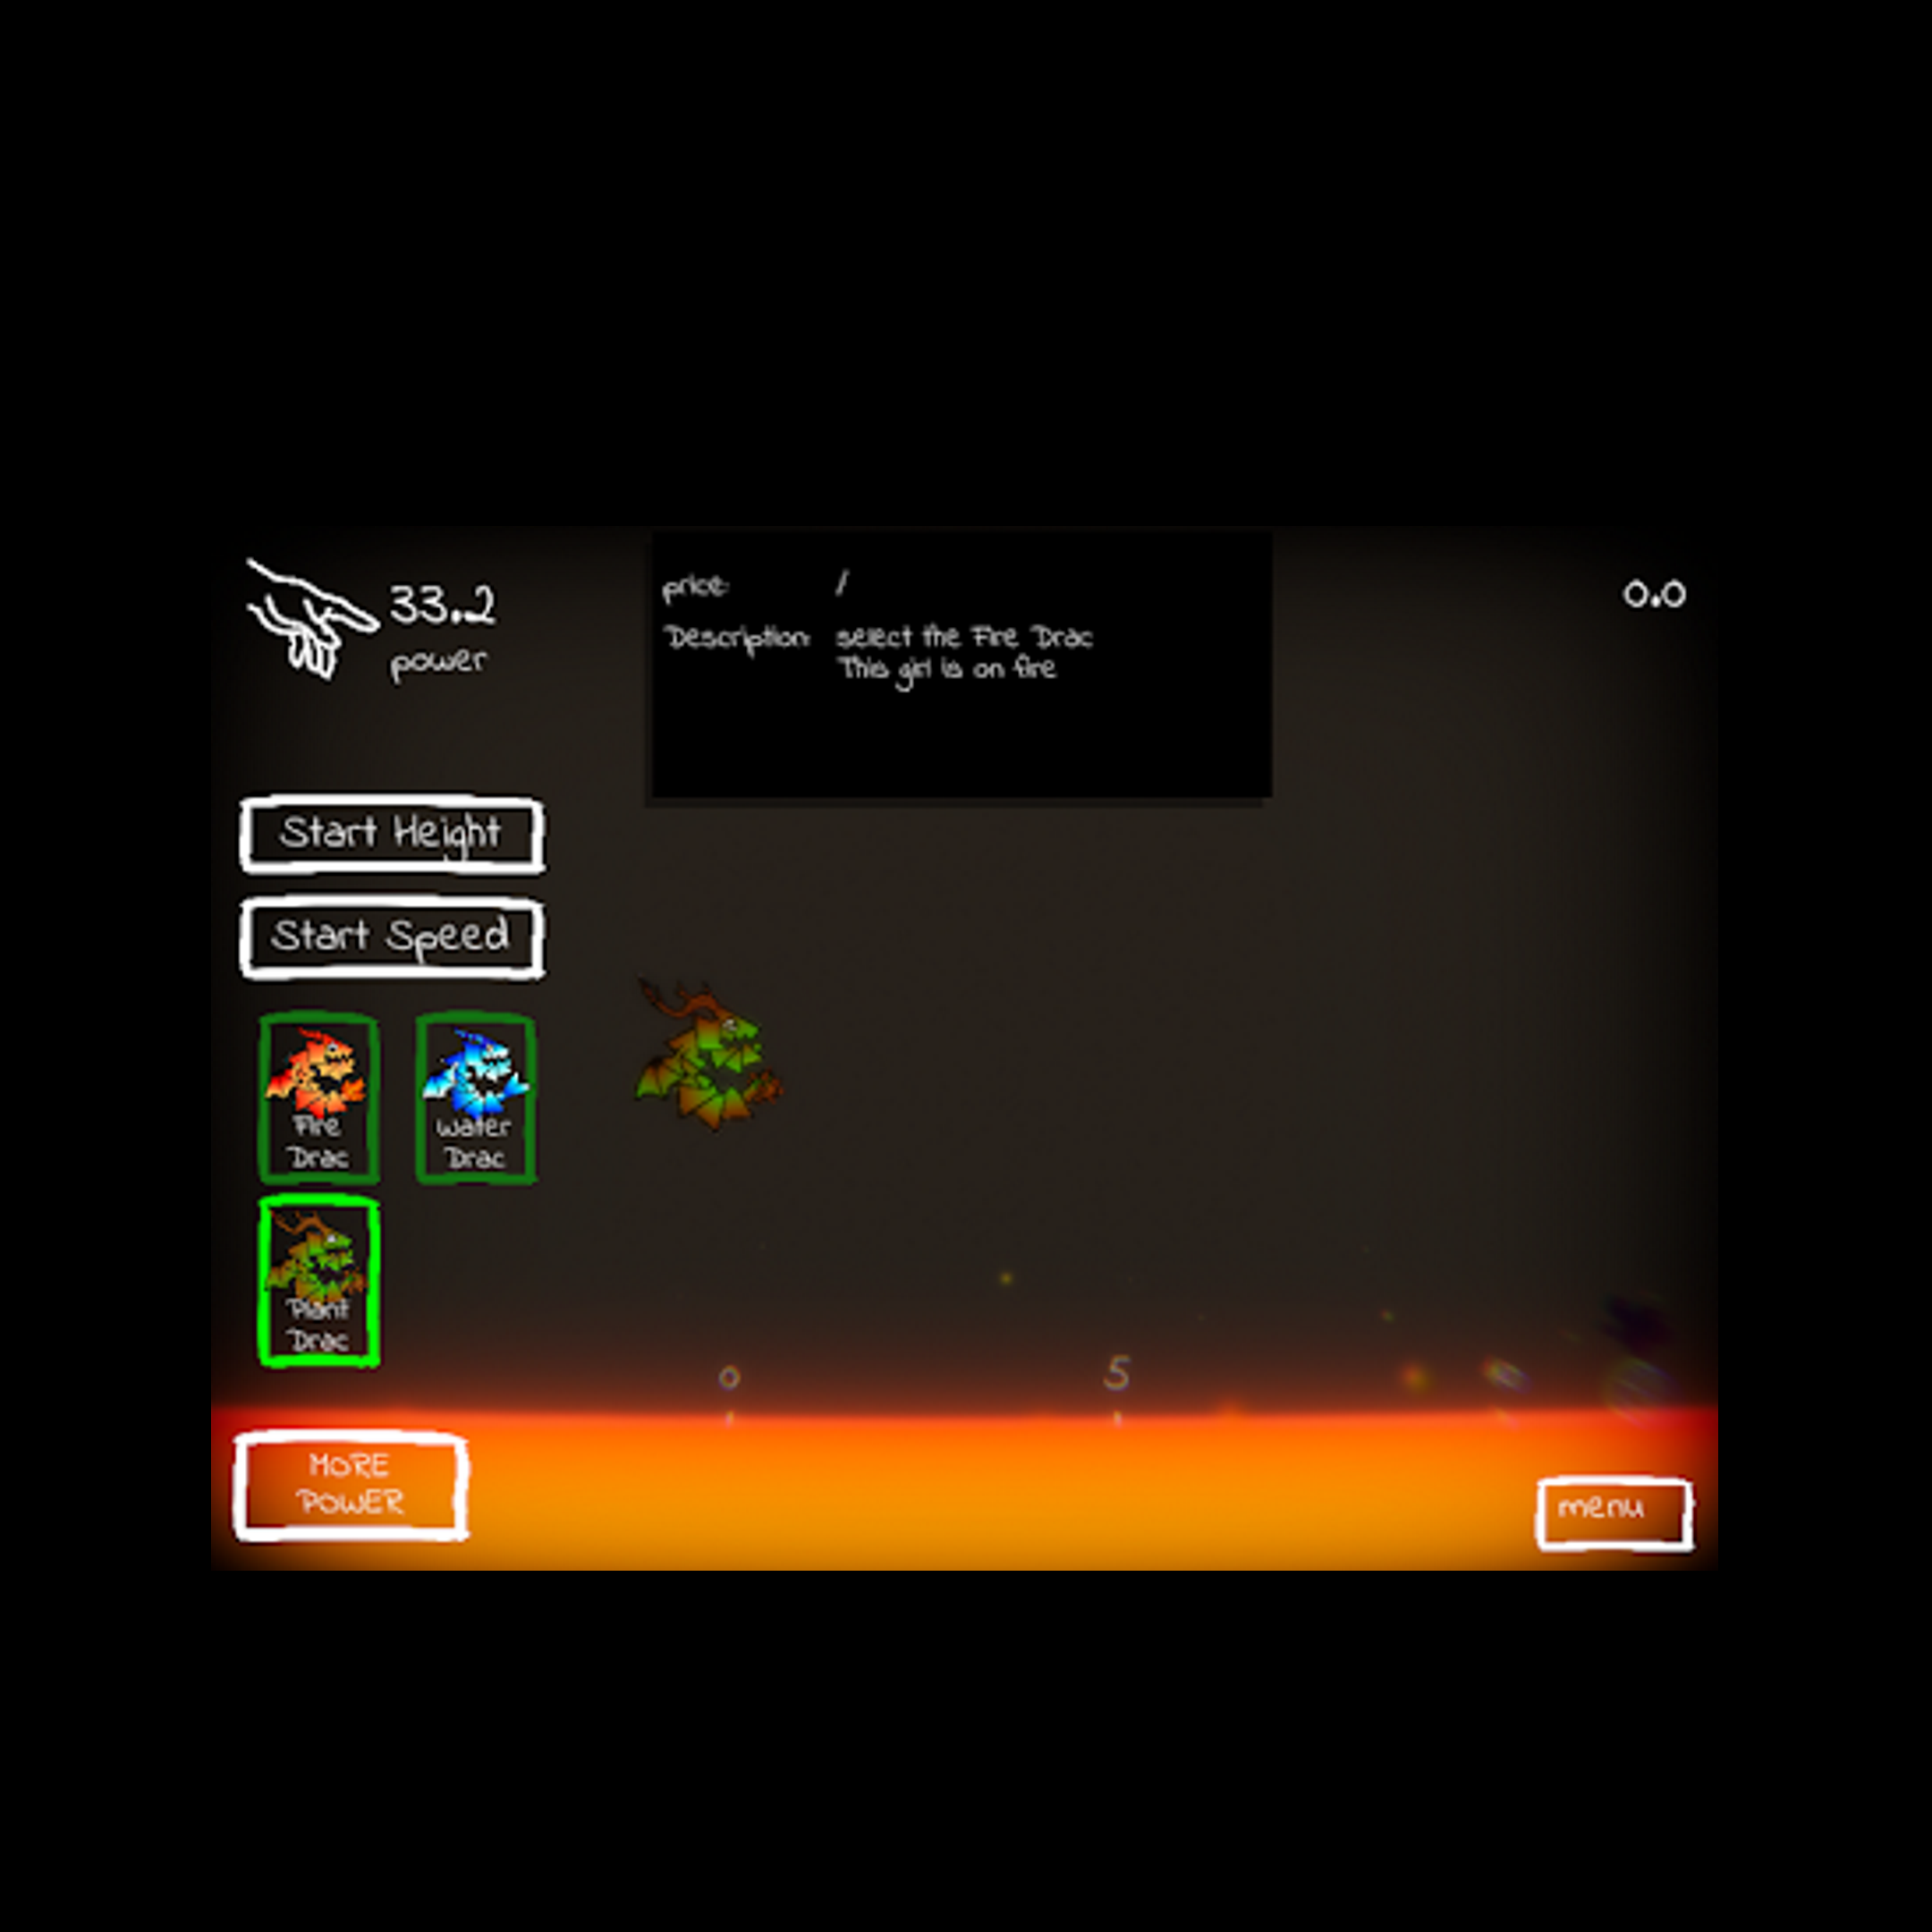 33.2
power
price: /
Description: select the Fire Drac
This girl is on fire
0.0
Start Height
Start Speed
Fire
Drac
Water
Drac
Plant
Drac
0
5
MORE
POWER
menu